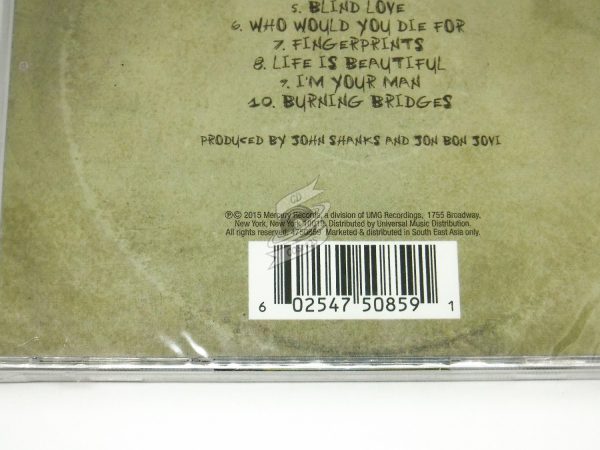 5. BLIND LOVE
6. WHO WOULD YOU DIE FOR
7. FINGERPRINTS
8. LIFE IS BEAUTIFUL
9. I'M YOUR MAN
10. BURNING BRIDGES
PRODUCED BY JOHN SHANKS AND JON BON JOVI
CD
℗© 2015 Mercury Records, a division of UMG Recordings, 1755 Broadway,
New York, New York 10019. Distributed by Universal Music Distribution.
All rights reserved. 4750859 Marketed & distributed in South East Asia only.
6 02547 50859 1